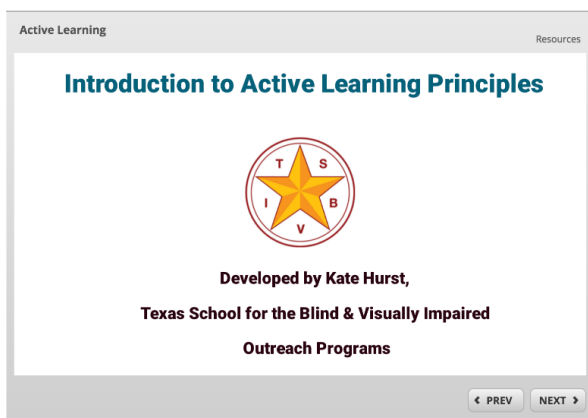 Active Learning
Resources
Introduction to Active Learning Principles
T S
I B
V
Developed by Kate Hurst,
Texas School for the Blind & Visually Impaired
Outreach Programs
< PREV NEXT >